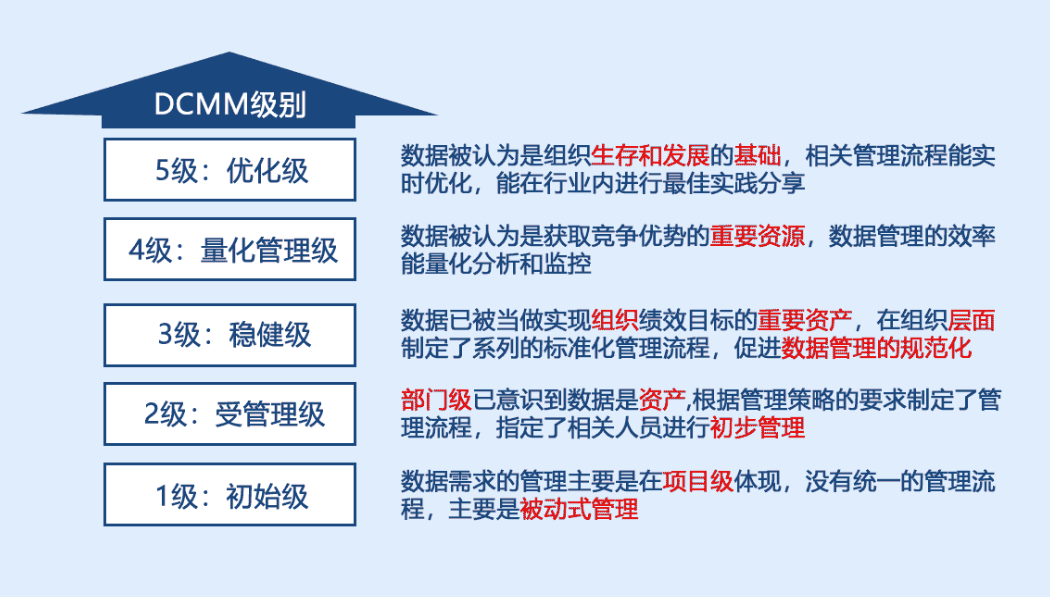 DCMM级别
5级：优化级
数据被认为是组织生存和发展的基础，相关管理流程能实
时优化，能在行业内进行最佳实践分享
4级：量化管理级
数据被认为是获取竞争优势的重要资源，数据管理的效率
能量化分析和监控
3级：稳健级
数据已被当做实现组织绩效目标的重要资产，在组织层面
制定了系列的标准化管理流程，促进数据管理的规范化
2级：受管理级
部门级已意识到数据是资产,根据管理策略的要求制定了管
理流程，指定了相关人员进行初步管理
1级：初始级
数据需求的管理主要是在项目级体现，没有统一的管理流
程，主要是被动式管理